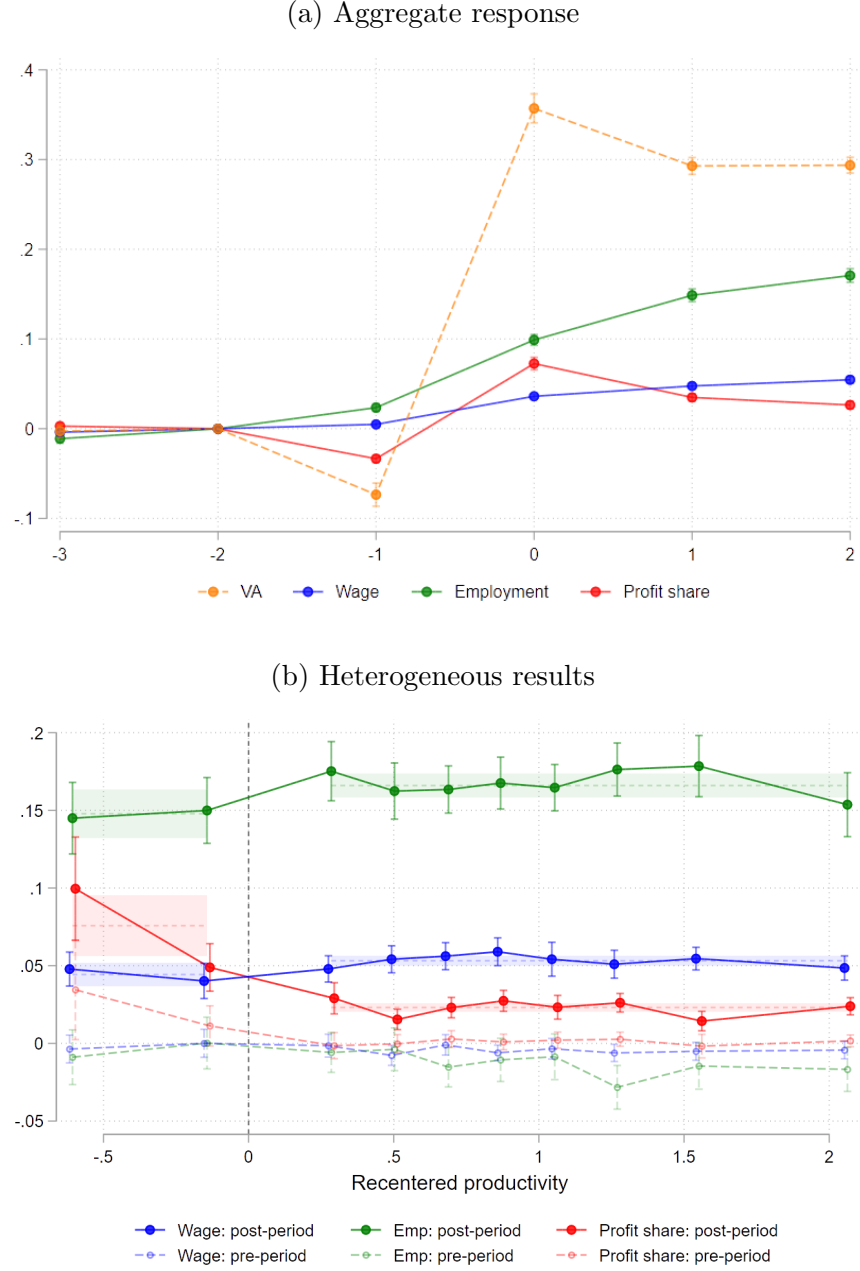 (a) Aggregate response
.4
.3
.2
.1
0
-.1
-3 -2 -1 0 1 2
VA Wage Employment Profit share
(b) Heterogeneous results
.2
.15
.1
.05
0
-.05
-.5 0 .5 1 1.5 2
Recentered productivity
Wage: post-period Emp: post-period Profit share: post-period
Wage: pre-period Emp: pre-period Profit share: pre-period